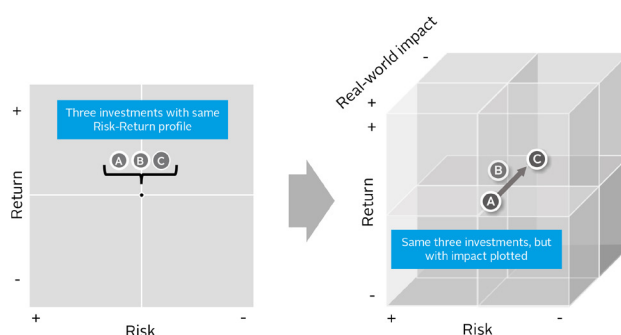 Three investments with same
Risk-Return profile
A B C
+
Return
-
+
Risk
-
Real-world impact
-
+
+
Return
-
B
C
A
Same three investments, but
with impact plotted
+
Risk
-